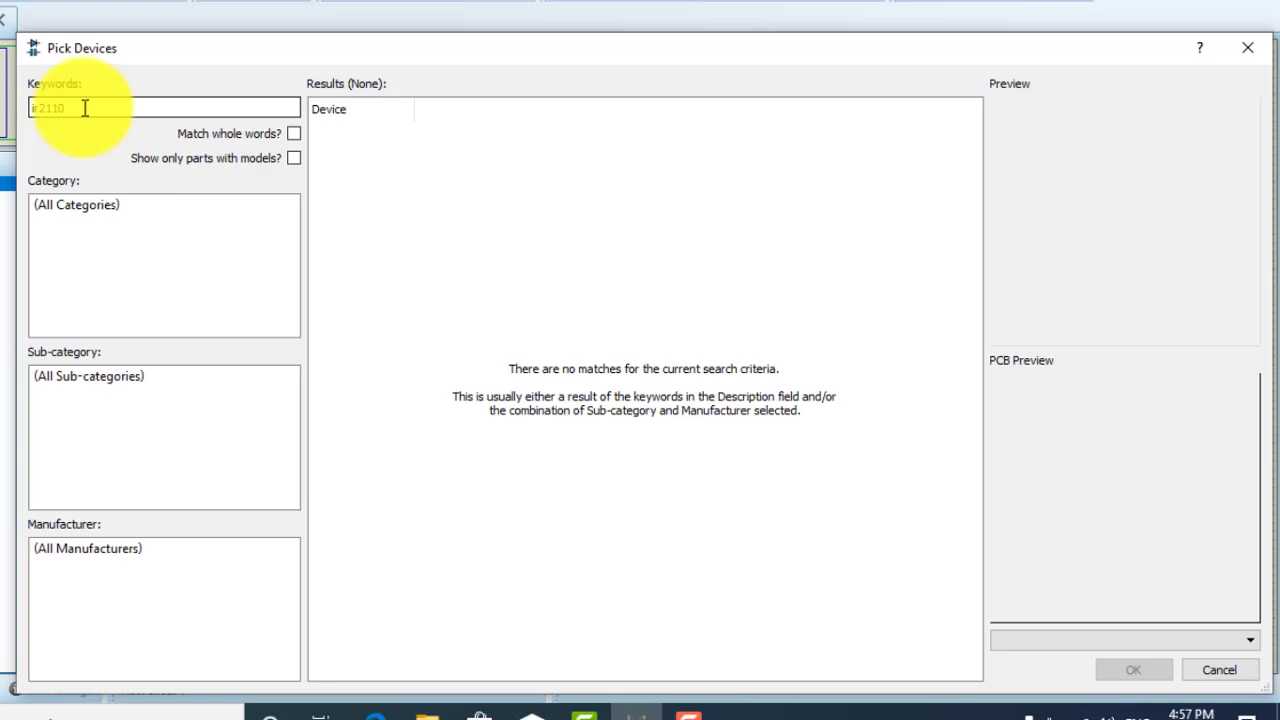 Pick Devices
?
Keywords:
ir2110
Match whole words?
Show only parts with models?
Category:
(All Categories)
Sub-category:
(All Sub-categories)
Manufacturer:
(All Manufacturers)
Results (None):
Device
There are no matches for the current search criteria.
This is usually either a result of the keywords in the Description field and/or
the combination of Sub-category and Manufacturer selected.
Preview
PCB Preview
OK
Cancel
4:57 PM